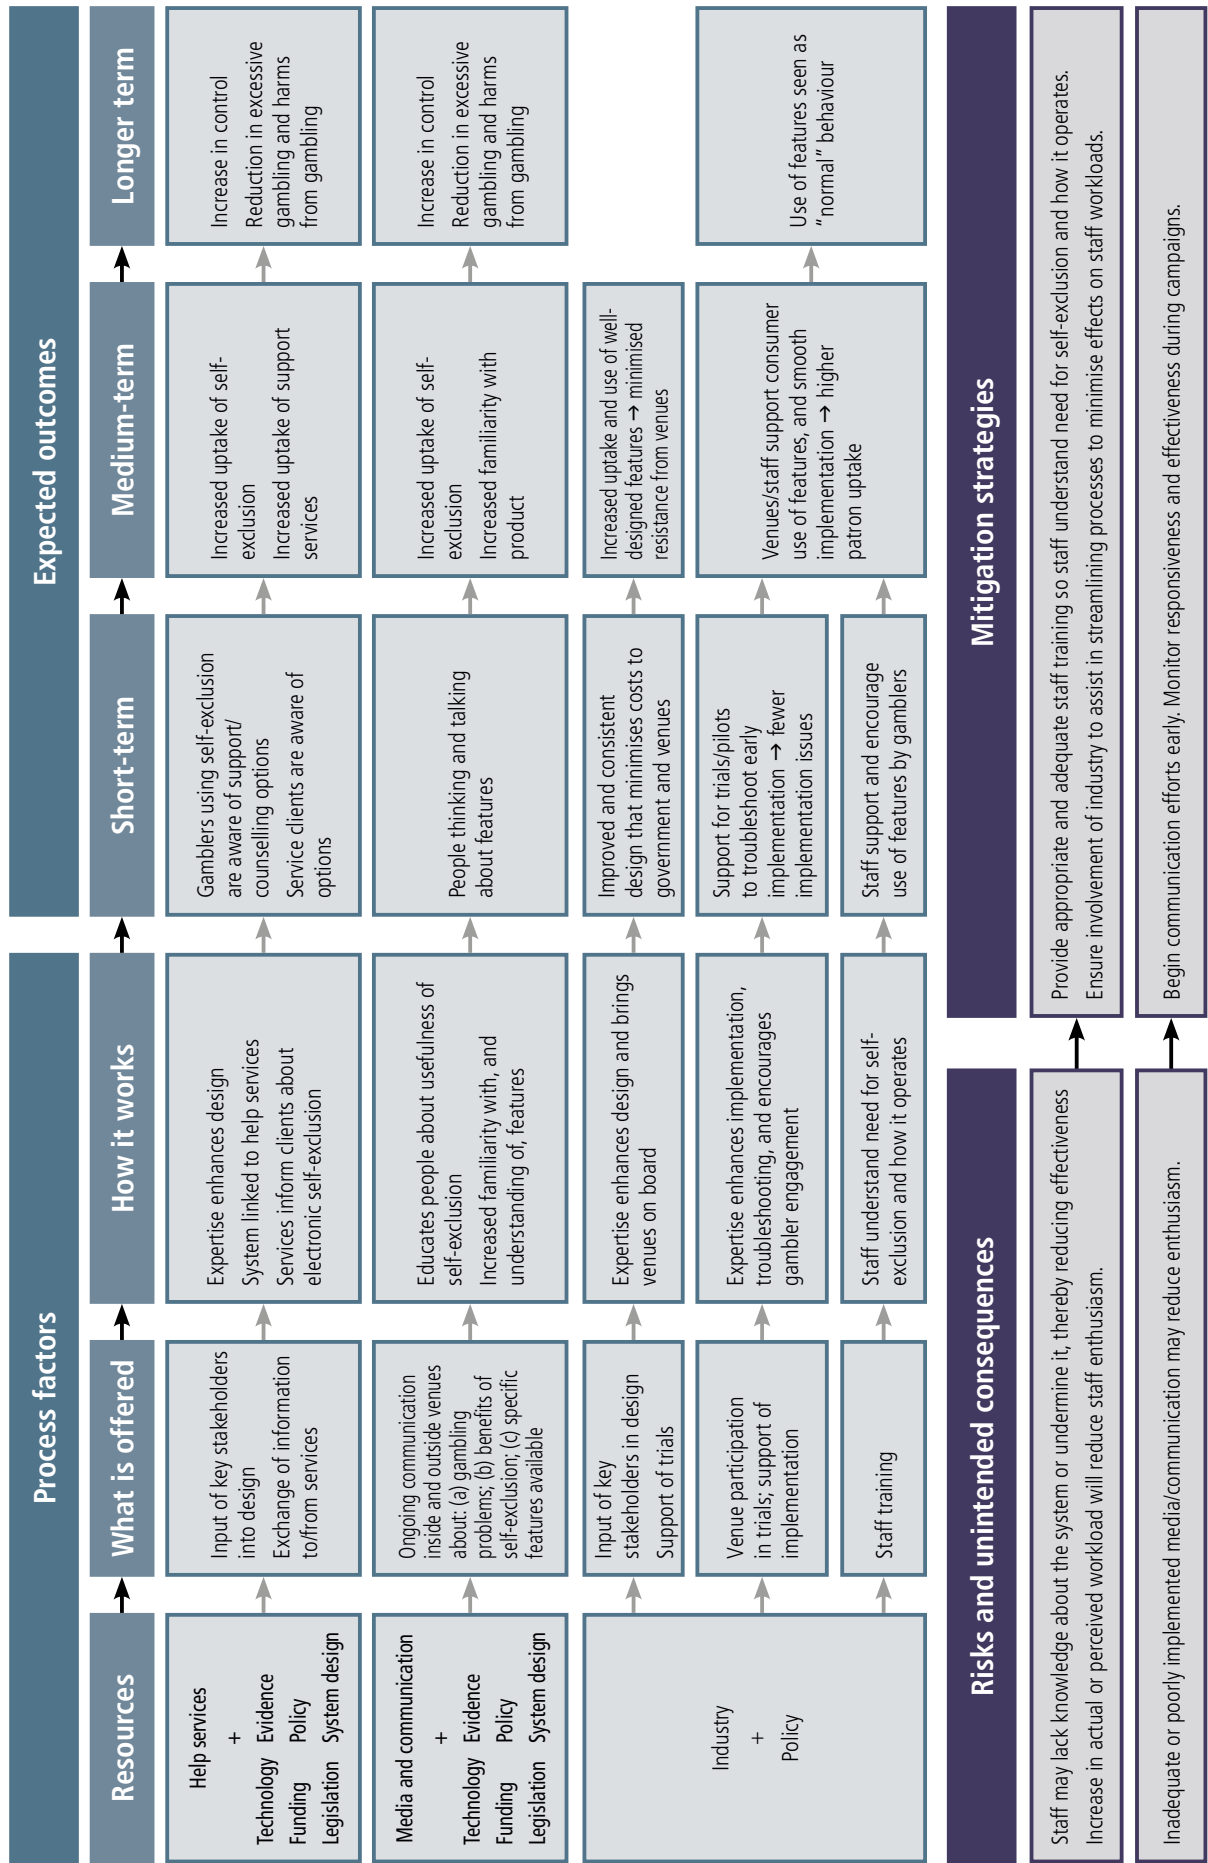 Process factors
Expected outcomes
Resources
What is offered
How it works
Short-term
Medium-term
Longer term
Help services
+
Technology Evidence
Funding Policy
Legislation System design
Input of key stakeholders
into design
Exchange of information
to/from services
Expertise enhances design
System linked to help services
Services inform clients about
electronic self-exclusion
Gamblers using self-exclusion
are aware of support/
counselling options
Service clients are aware of
options
Increased uptake of self-
exclusion
Increased uptake of support
services
Increase in control
Reduction in excessive
gambling and harms
from gambling
Media and communication
+
Technology Evidence
Funding Policy
Legislation System design
Ongoing communication
inside and outside venues
about: (a) gambling
problems; (b) benefits of
self-exclusion; (c) specific
features available
Educates people about usefulness of
self-exclusion
Increased familiarity with, and
understanding of, features
People thinking and talking
about features
Increased uptake of self-
exclusion
Increased familiarity with
product
Increase in control
Reduction in excessive
gambling and harms
from gambling
Industry
+
Policy
Input of key
stakeholders in design
Support of trials
Expertise enhances design and brings
venues on board
Improved and consistent
design that minimises costs to
government and venues
Increased uptake and use of well-
designed features ➔ minimised
resistance from venues
Venue participation
in trials; support of
implementation
Expertise enhances implementation,
troubleshooting, and encourages
gambler engagement
Support for trials/pilots
to troubleshoot early
implementation ➔ fewer
implementation issues
Venues/staff support consumer
use of features, and smooth
implementation ➔ higher
patron uptake
Use of features seen as
“normal” behaviour
Staff training
Staff understand need for self-
exclusion and how it operates
Staff support and encourage
use of features by gamblers
Risks and unintended consequences
Mitigation strategies
Staff may lack knowledge about the system or undermine it, thereby reducing effectiveness
Increase in actual or perceived workload will reduce staff enthusiasm.
Provide appropriate and adequate staff training so staff understand need for self-exclusion and how it operates.
Ensure involvement of industry to assist in streamlining processes to minimise effects on staff workloads.
Inadequate or poorly implemented media/communication may reduce enthusiasm.
Begin communication efforts early. Monitor responsiveness and effectiveness during campaigns.